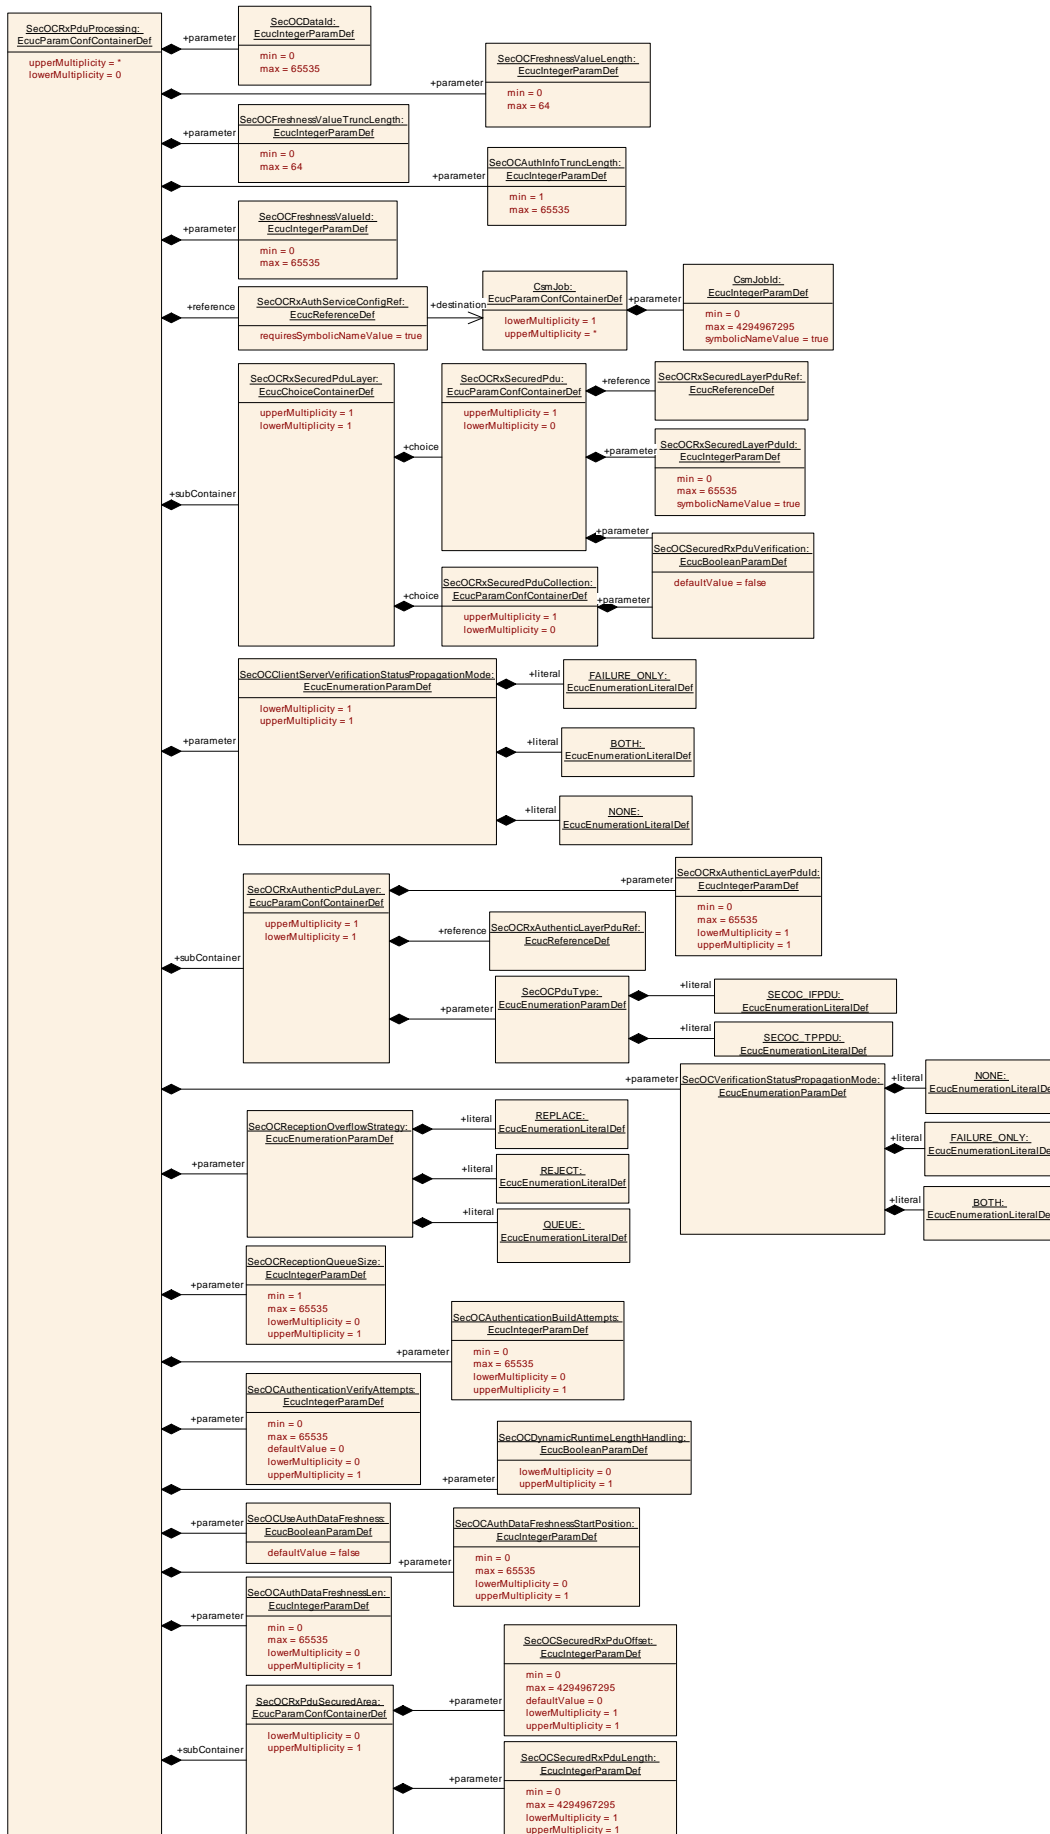 SecOCRxPduProcessing:
EcucParamConfContainerDef
upperMultiplicity = *
lowerMultiplicity = 0
+parameter
SecOCDataId:
EcucIntegerParamDef
min = 0
max = 65535
+parameter
SecOCFreshnessValueLength:
EcucIntegerParamDef
min = 0
max = 64
+parameter
SecOCFreshnessValueTruncLength:
EcucIntegerParamDef
min = 0
max = 64
+parameter
SecOCAuthInfoTruncLength:
EcucIntegerParamDef
min = 1
max = 65535
+parameter
SecOCFreshnessValueId:
EcucIntegerParamDef
min = 0
max = 65535
+reference
SecOCRxAuthServiceConfigRef:
EcucReferenceDef
requiresSymbolicNameValue = true
+destination
CsmJob:
EcucParamConfContainerDef
lowerMultiplicity = 1
upperMultiplicity = *
+parameter
CsmJobId:
EcucIntegerParamDef
min = 0
max = 4294967295
symbolicNameValue = true
+subContainer
SecOCRxSecuredPduLayer:
EcucChoiceContainerDef
upperMultiplicity = 1
lowerMultiplicity = 1
+choice
SecOCRxSecuredPdu:
EcucParamConfContainerDef
upperMultiplicity = 1
lowerMultiplicity = 0
+reference
SecOCRxSecuredLayerPduRef:
EcucReferenceDef
+parameter
SecOCRxSecuredLayerPduId:
EcucIntegerParamDef
min = 0
max = 65535
symbolicNameValue = true
+parameter
SecOCSecuredRxPduVerification:
EcucBooleanParamDef
defaultValue = false
+choice
SecOCRxSecuredPduCollection:
EcucParamConfContainerDef
upperMultiplicity = 1
lowerMultiplicity = 0
+parameter
+parameter
SecOCClientServerVerificationStatusPropagationMode:
EcucEnumerationParamDef
lowerMultiplicity = 1
upperMultiplicity = 1
+literal
FAILURE_ONLY:
EcucEnumerationLiteralDef
+literal
BOTH:
EcucEnumerationLiteralDef
+literal
NONE:
EcucEnumerationLiteralDef
+subContainer
SecOCRxAuthenticPduLayer:
EcucParamConfContainerDef
upperMultiplicity = 1
lowerMultiplicity = 1
+parameter
SecOCRxAuthenticLayerPduId:
EcucIntegerParamDef
min = 0
max = 65535
lowerMultiplicity = 1
upperMultiplicity = 1
+reference
SecOCRxAuthenticLayerPduRef:
EcucReferenceDef
+parameter
SecOCPduType:
EcucEnumerationParamDef
+literal
SECOC_IFPDU:
EcucEnumerationLiteralDef
+literal
SECOC_TPPDU:
EcucEnumerationLiteralDef
+parameter
SecOCVerificationStatusPropagationMode:
EcucEnumerationParamDef
+literal
NONE:
EcucEnumerationLiteralDe
+literal
FAILURE_ONLY:
EcucEnumerationLiteralDe
+literal
BOTH:
EcucEnumerationLiteralDe
+parameter
SecOCReceptionOverflowStrategy:
EcucEnumerationParamDef
+literal
REPLACE:
EcucEnumerationLiteralDef
+literal
REJECT:
EcucEnumerationLiteralDef
+literal
QUEUE:
EcucEnumerationLiteralDef
+parameter
SecOCReceptionQueueSize:
EcucIntegerParamDef
min = 1
max = 65535
lowerMultiplicity = 0
upperMultiplicity = 1
+parameter
SecOCAuthenticationBuildAttempts:
EcucIntegerParamDef
min = 0
max = 65535
lowerMultiplicity = 0
upperMultiplicity = 1
+parameter
SecOCAuthenticationVerifyAttempts:
EcucIntegerParamDef
min = 0
max = 65535
defaultValue = 0
lowerMultiplicity = 0
upperMultiplicity = 1
+parameter
SecOCDynamicRuntimeLengthHandling:
EcucBooleanParamDef
lowerMultiplicity = 0
upperMultiplicity = 1
+parameter
SecOCUseAuthDataFreshness:
EcucBooleanParamDef
defaultValue = false
+parameter
SecOCAuthDataFreshnessStartPosition:
EcucIntegerParamDef
min = 0
max = 65535
lowerMultiplicity = 0
upperMultiplicity = 1
+parameter
SecOCAuthDataFreshnessLen:
EcucIntegerParamDef
min = 0
max = 65535
lowerMultiplicity = 0
upperMultiplicity = 1
+subContainer
SecOCRxPduSecuredArea:
EcucParamConfContainerDef
lowerMultiplicity = 0
upperMultiplicity = 1
+parameter
SecOCSecuredRxPduOffset:
EcucIntegerParamDef
min = 0
max = 4294967295
defaultValue = 0
lowerMultiplicity = 1
upperMultiplicity = 1
+parameter
SecOCSecuredRxPduLength:
EcucIntegerParamDef
min = 0
max = 4294967295
lowerMultiplicity = 1
upperMultiplicity = 1